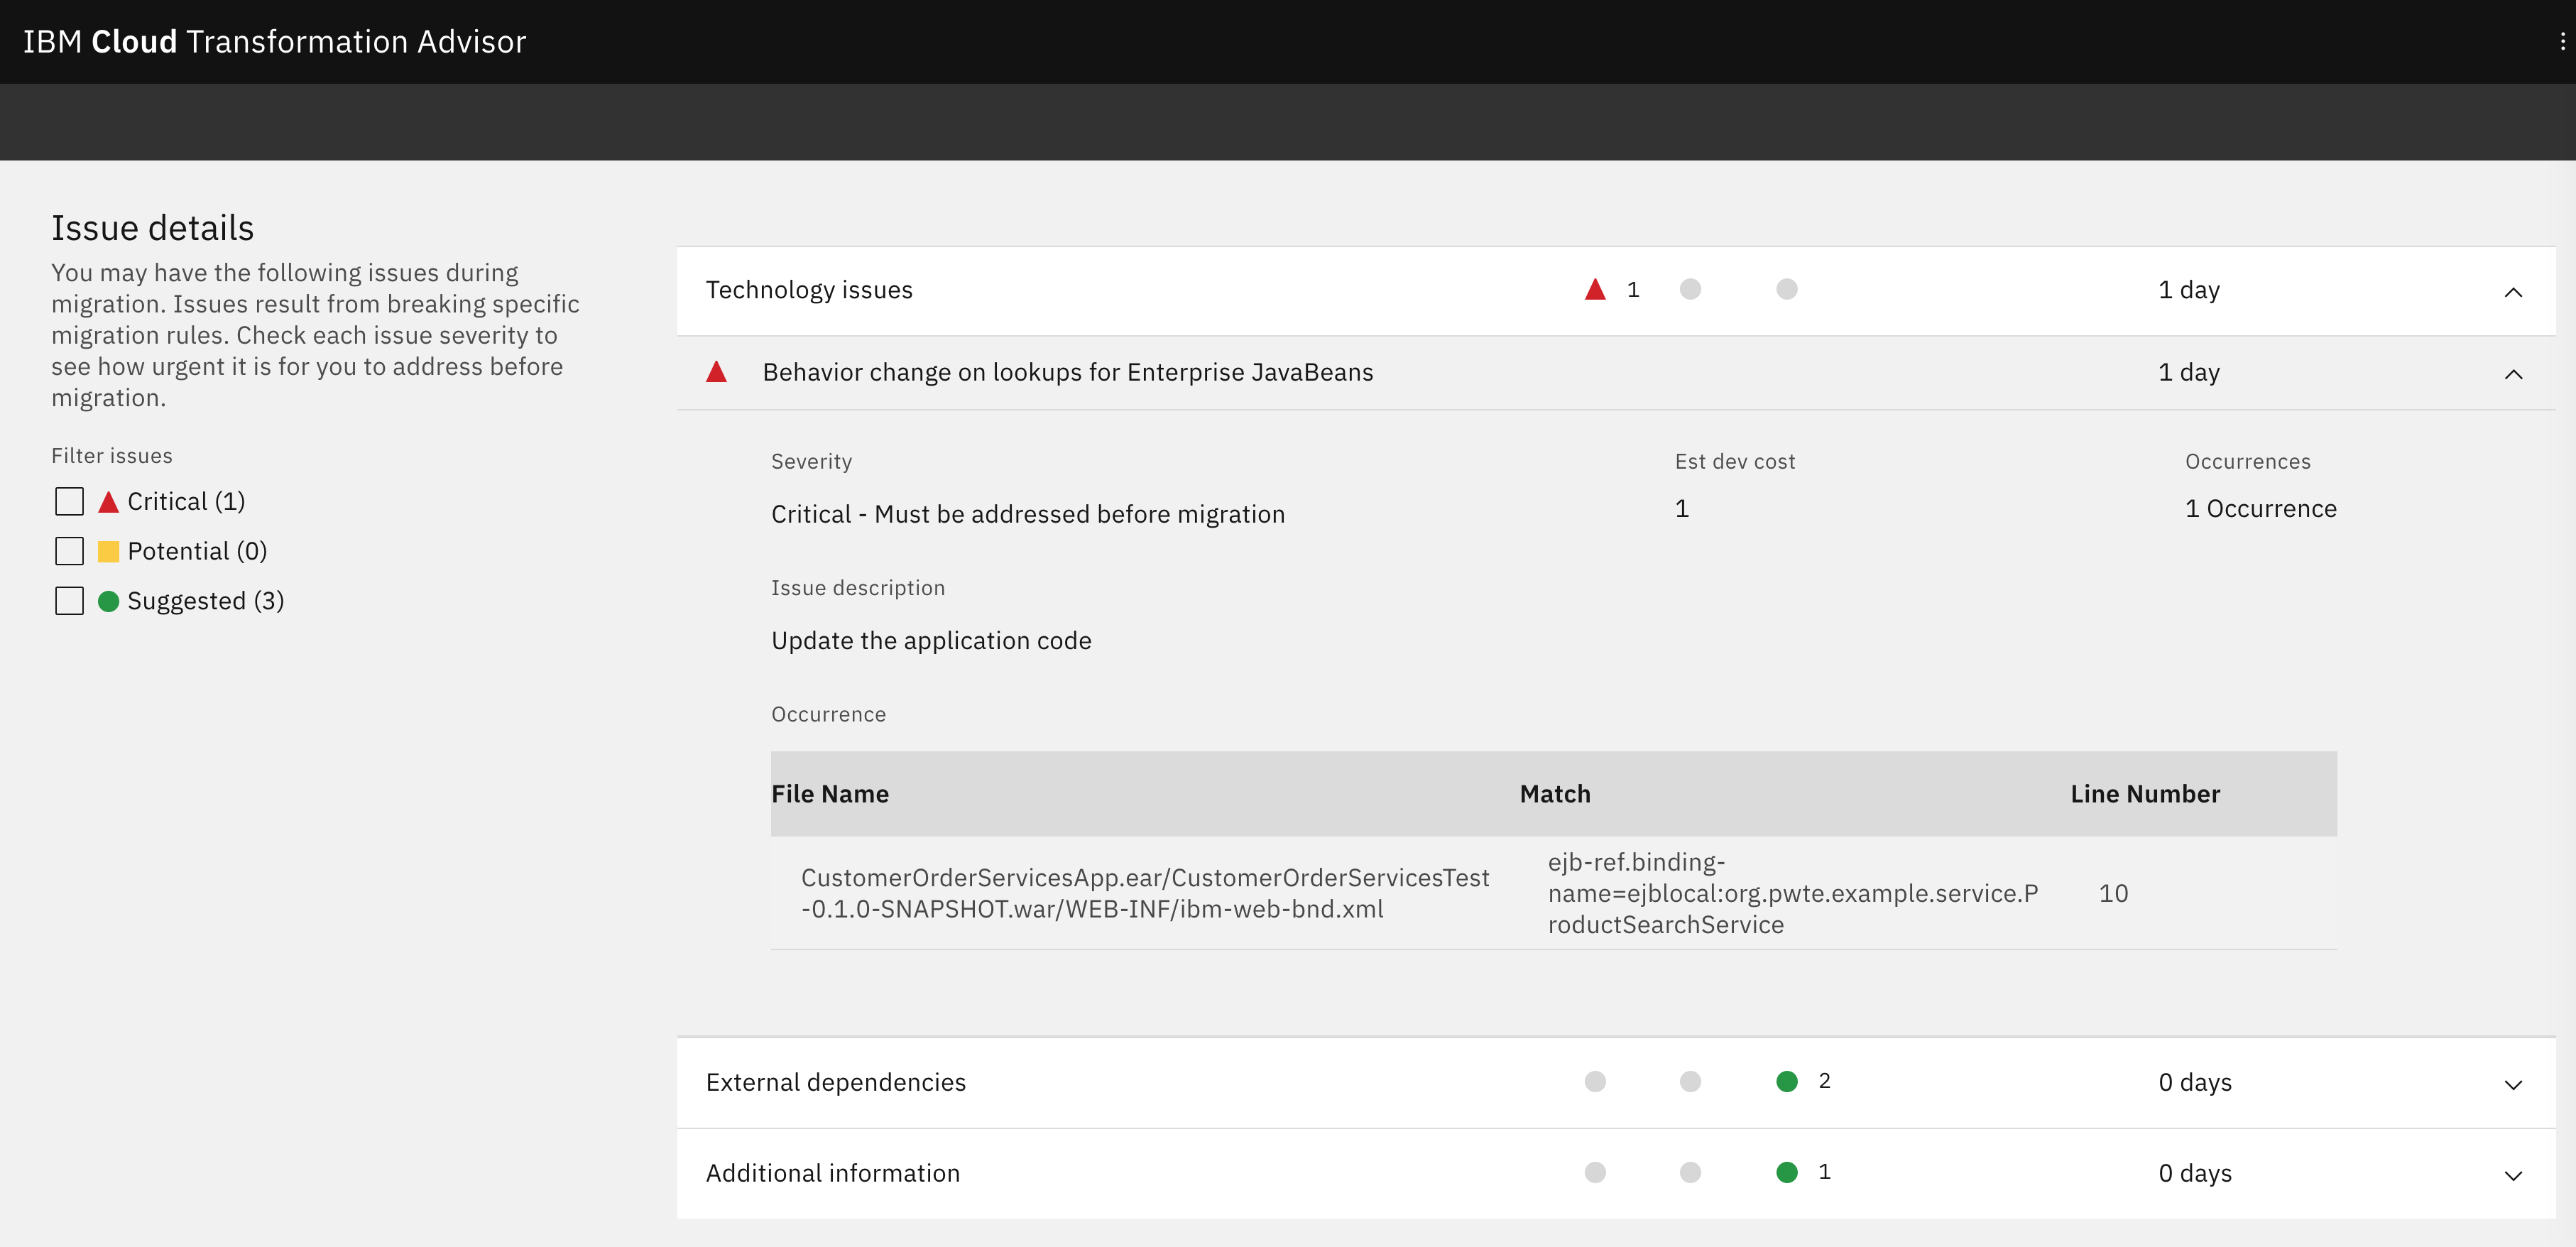 IBM Cloud Transformation Advisor
Issue details
You may have the following issues during
migration. Issues result from breaking specific
migration rules. Check each issue severity to
see how urgent it is for you to address before
migration.
Filter issues
Critical (1)
Potential (0)
Suggested (3)
Technology issues 1 1 day
Behavior change on lookups for Enterprise JavaBeans 1 day
Severity Est dev cost Occurrences
Critical - Must be addressed before migration 1 1 Occurrence
Issue description
Update the application code
Occurrence
File Name Match Line Number
CustomerOrderServicesApp.ear/CustomerOrderServicesTest
-0.1.0-SNAPSHOT.war/WEB-INF/ibm-web-bnd.xml
ejb-ref.binding-
name=ejblocal:org.pwte.example.service.P
roductSearchService
10
External dependencies 2 0 days
Additional information 1 0 days